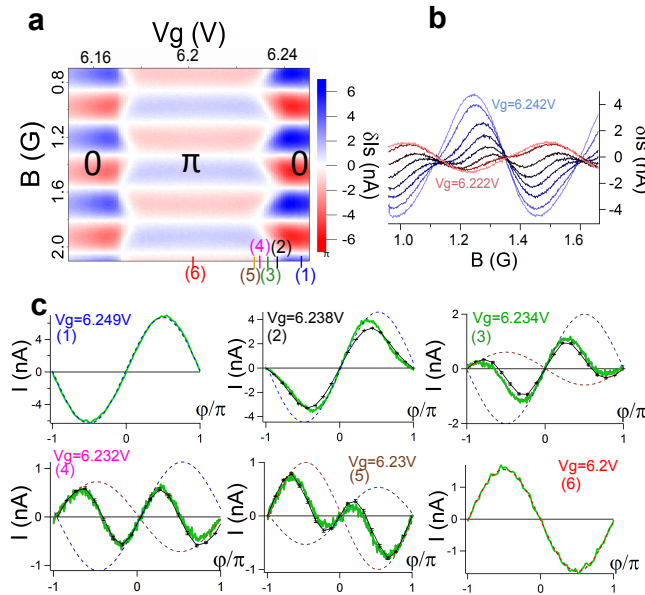 a
Vg (V)
6.16 6.2 6.24
B (G)
0.8
1.2
1.6
2.0
0 π 0
6
4
2
0
-2
-4
-6
π
δIs (nA)
(4)
(2)
(6) (5) (3) (1)
b
Vg=6.242V
Vg=6.222V
4
2
0
-2
-4
δIs (nA)
1.0 1.2 1.4 1.6
B (G)
c
Vg=6.249V
(1)
I (nA)
4
0
-4
-1 0 1
φ/π
Vg=6.238V
(2)
I (nA)
4
2
0
-2
-4
-1 0 1
φ/π
Vg=6.234V
(3)
I (nA)
2
0
-2
-1 0 1
φ/π
Vg=6.232V
(4)
I (nA)
1
0
-1
-1 0 1
φ/π
Vg=6.23V
(5)
I (nA)
1
0
-1
-1 0 1
φ/π
Vg=6.2V
(6)
I (nA)
1
0
-1
-1 0 1
φ/π